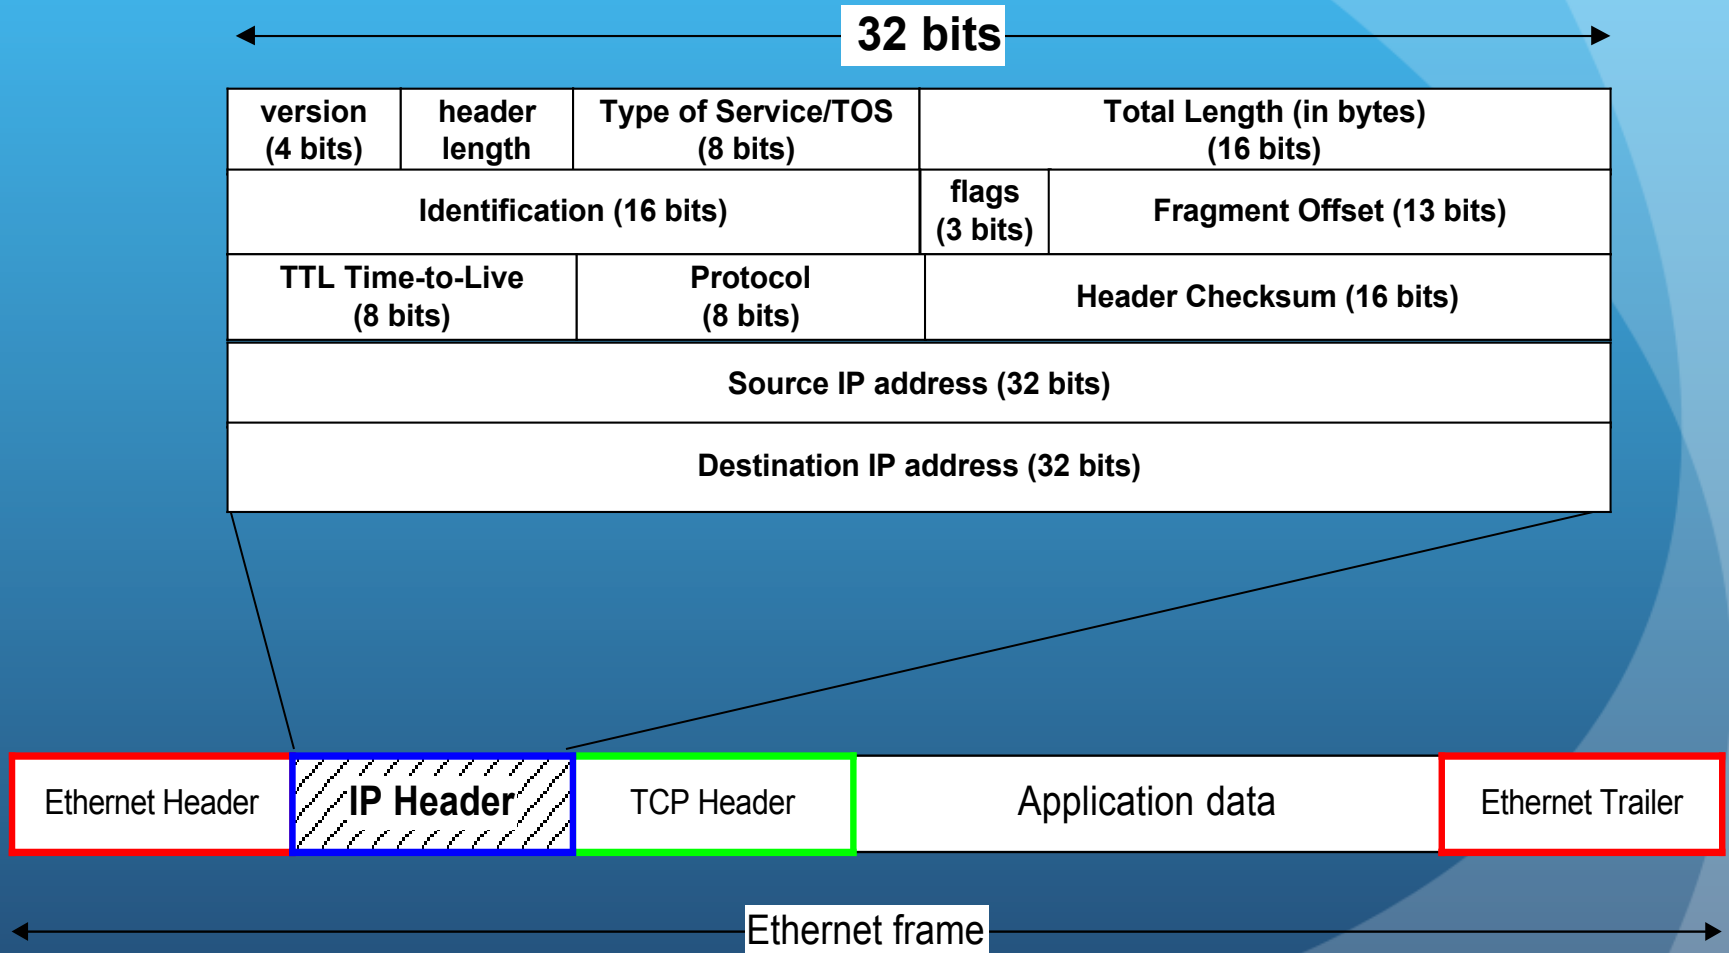 32 bits
version
(4 bits)
header
length
Type of Service/TOS
(8 bits)
Total Length (in bytes)
(16 bits)
Identification (16 bits)
flags
(3 bits)
Fragment Offset (13 bits)
TTL Time-to-Live
(8 bits)
Protocol
(8 bits)
Header Checksum (16 bits)
Source IP address (32 bits)
Destination IP address (32 bits)
Ethernet Header
IP Header
TCP Header
Application data
Ethernet Trailer
Ethernet frame